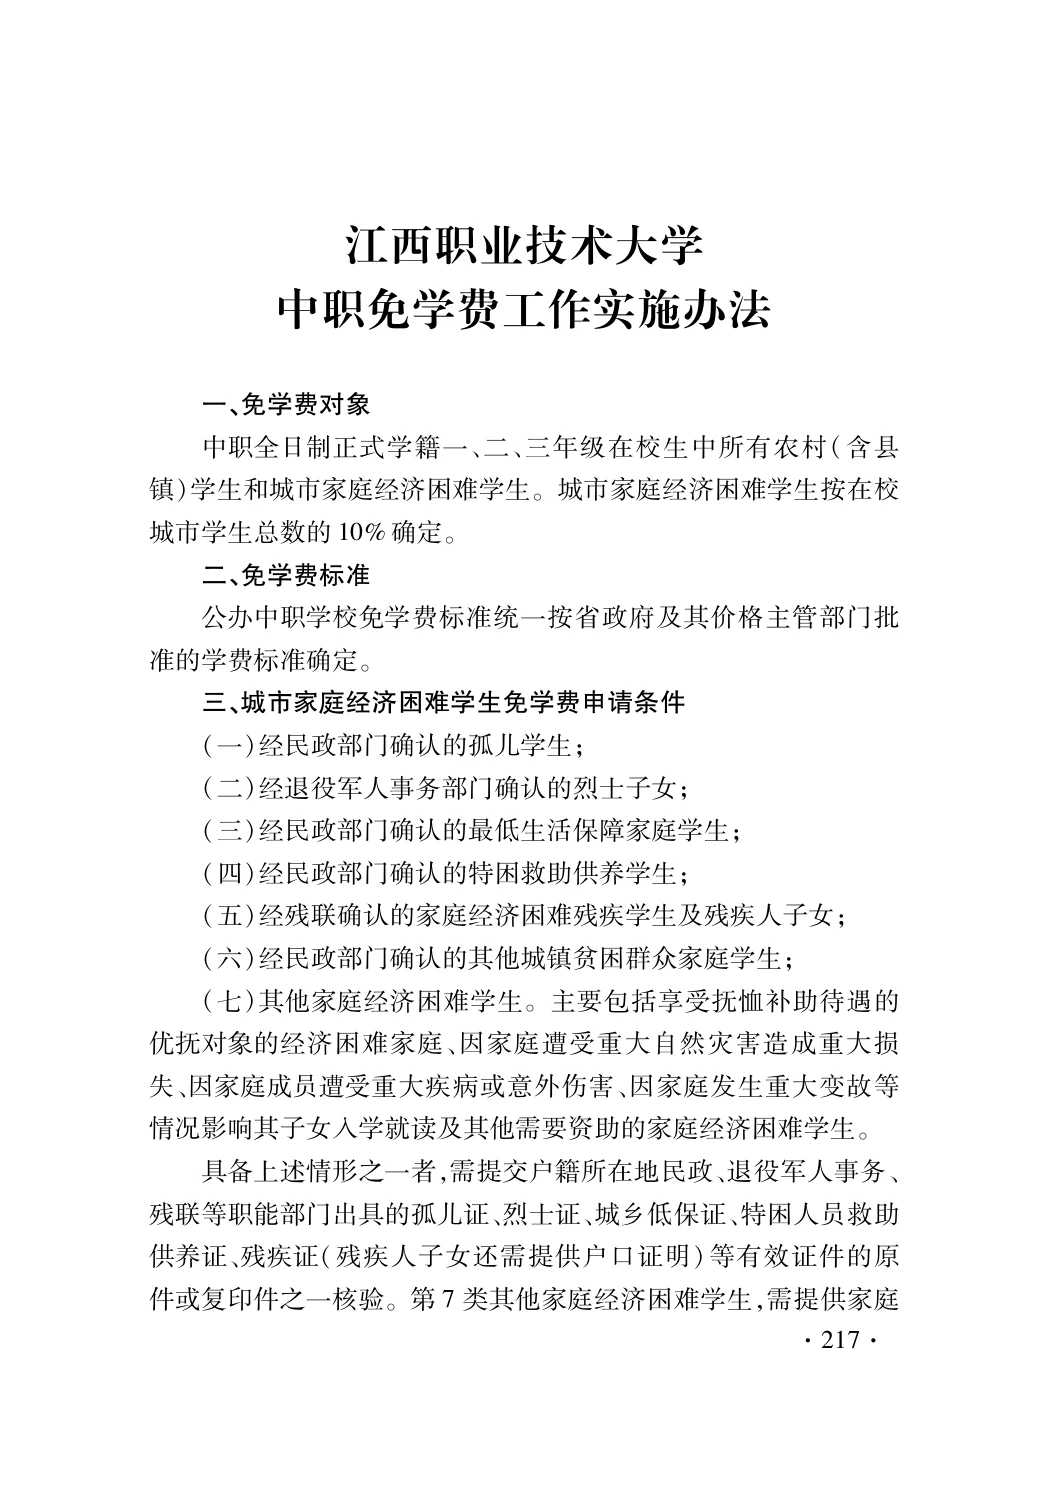 江西职业技术大学
中职免学费工作实施办法
一、免学费对象
中职全日制正式学籍一、二、三年级在校生中所有农村(含县
镇)学生和城市家庭经济困难学生。城市家庭经济困难学生按在校
城市学生总数的 10% 确定。
二、免学费标准
公办中职学校免学费标准统一按省政府及其价格主管部门批
准的学费标准确定。
三、城市家庭经济困难学生免学费申请条件
(一)经民政部门确认的孤儿学生;
(二)经退役军人事务部门确认的烈士子女;
(三)经民政部门确认的最低生活保障家庭学生;
(四)经民政部门确认的特困救助供养学生;
(五)经残联确认的家庭经济困难残疾学生及残疾人子女;
(六)经民政部门确认的其他城镇贫困群众家庭学生;
(七)其他家庭经济困难学生。主要包括享受抚恤补助待遇的
优抚对象的经济困难家庭、因家庭遭受重大自然灾害造成重大损
失、因家庭成员遭受重大疾病或意外伤害、因家庭发生重大变故等
情况影响其子女入学就读及其他需要资助的家庭经济困难学生。
具备上述情形之一者,需提交户籍所在地民政、退役军人事务、
残联等职能部门出具的孤儿证、烈士证、城乡低保证、特困人员救助
供养证、残疾证(残疾人子女还需提供户口证明)等有效证件的原
件或复印件之一核验。第 7 类其他家庭经济困难学生,需提供家庭
· 217 ·